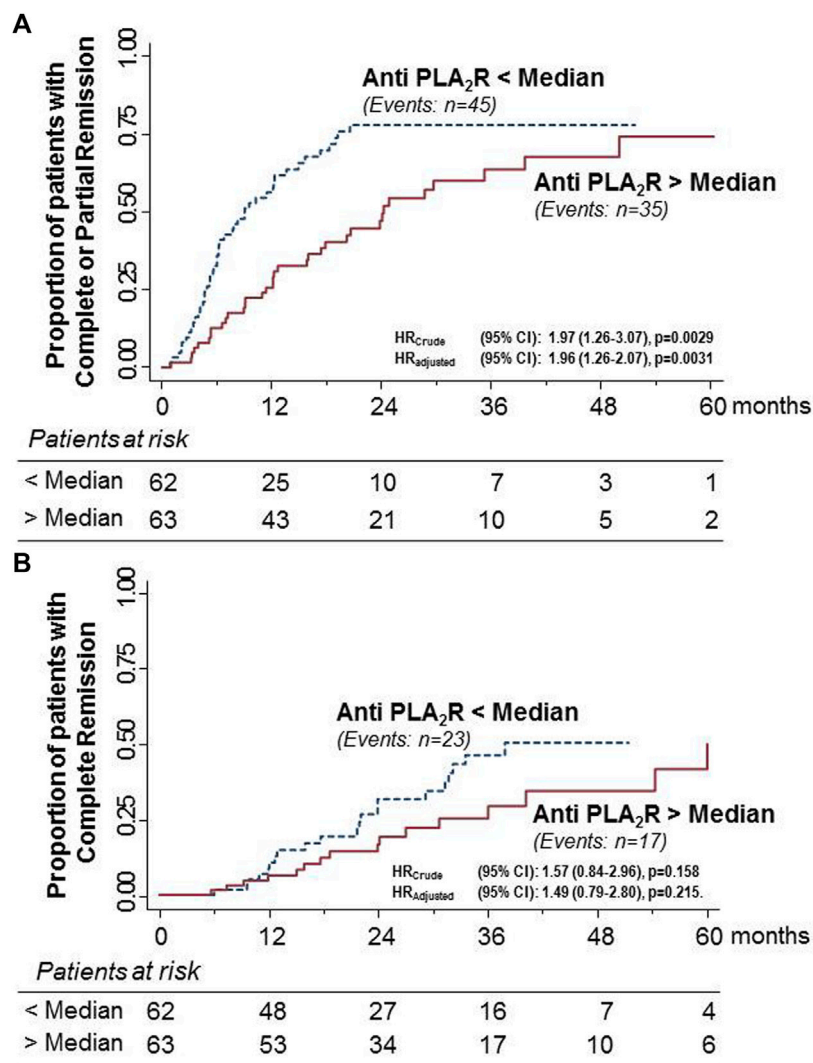 A
Proportion of patients with
Complete or Partial Remission
1.00
0.75
0.50
0.25
0.00
Anti PLA₂R < Median
(Events: n=45)
Anti PLA₂R > Median
(Events: n=35)
HRCrude (95% CI): 1.97 (1.26-3.07), p=0.0029
HRadjusted (95% CI): 1.96 (1.26-2.07), p=0.0031
0 12 24 36 48 60 months
Patients at risk
< Median 62 25 10 7 3 1
> Median 63 43 21 10 5 2
B
Proportion of patients with
Complete Remission
1.00
0.75
0.50
0.25
0.00
Anti PLA₂R < Median
(Events: n=23)
Anti PLA₂R > Median
(Events: n=17)
HRCrude (95% CI): 1.57 (0.84-2.96), p=0.158
HRAdjusted (95% CI): 1.49 (0.79-2.80), p=0.215.
0 12 24 36 48 60 months
Patients at risk
< Median 62 48 27 16 7 4
> Median 63 53 34 17 10 6